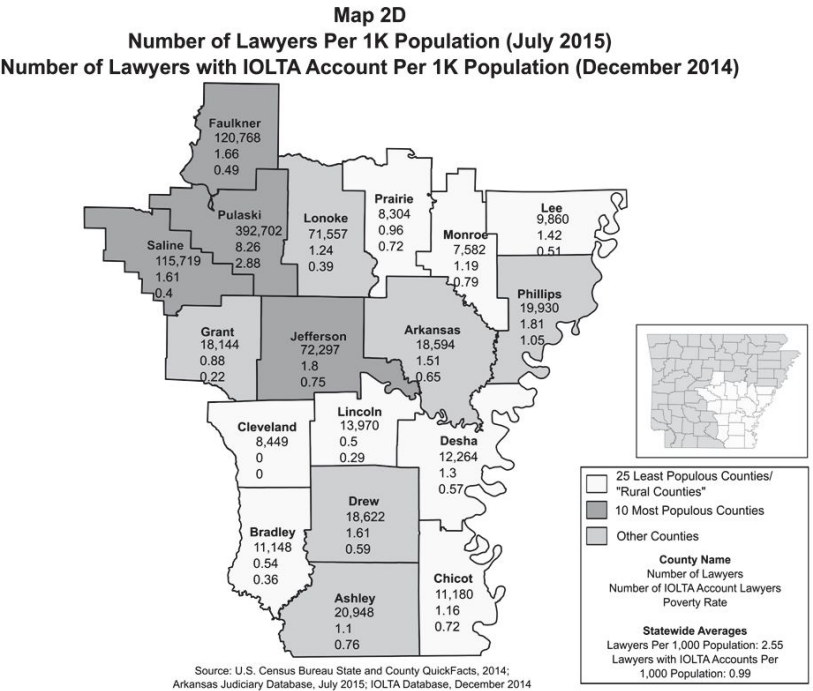 Map 2D
Number of Lawyers Per 1K Population (July 2015)
Number of Lawyers with IOLTA Account Per 1K Population (December 2014)
Faulkner
120,768
1.66
0.49
Pulaski
392,702
8.26
2.88
Saline
115,719
1.61
0.4
Lonoke
71,557
1.24
0.39
Prairie
8,304
0.96
0.72
Monroe
7,582
1.19
0.79
Lee
9,860
1.42
0.51
Phillips
19,930
1.81
1.05
Grant
18,144
0.88
0.22
Jefferson
72,297
1.8
0.75
Arkansas
18,594
1.51
0.65
Cleveland
8,449
0
0
Lincoln
13,970
0.5
0.29
Desha
12,264
1.3
0.57
Drew
18,622
1.61
0.59
Bradley
11,148
0.54
0.36
Ashley
20,948
1.1
0.76
Chicot
11,180
1.16
0.72
25 Least Populous Counties/
"Rural Counties"
10 Most Populous Counties
Other Counties
County Name
Number of Lawyers
Number of IOLTA Account Lawyers
Poverty Rate
Statewide Averages
Lawyers Per 1,000 Population: 2.55
Lawyers with IOLTA Accounts Per
1,000 Population: 0.99
Source: U.S. Census Bureau State and County QuickFacts, 2014;
Arkansas Judiciary Database, July 2015; IOLTA Database, December 2014